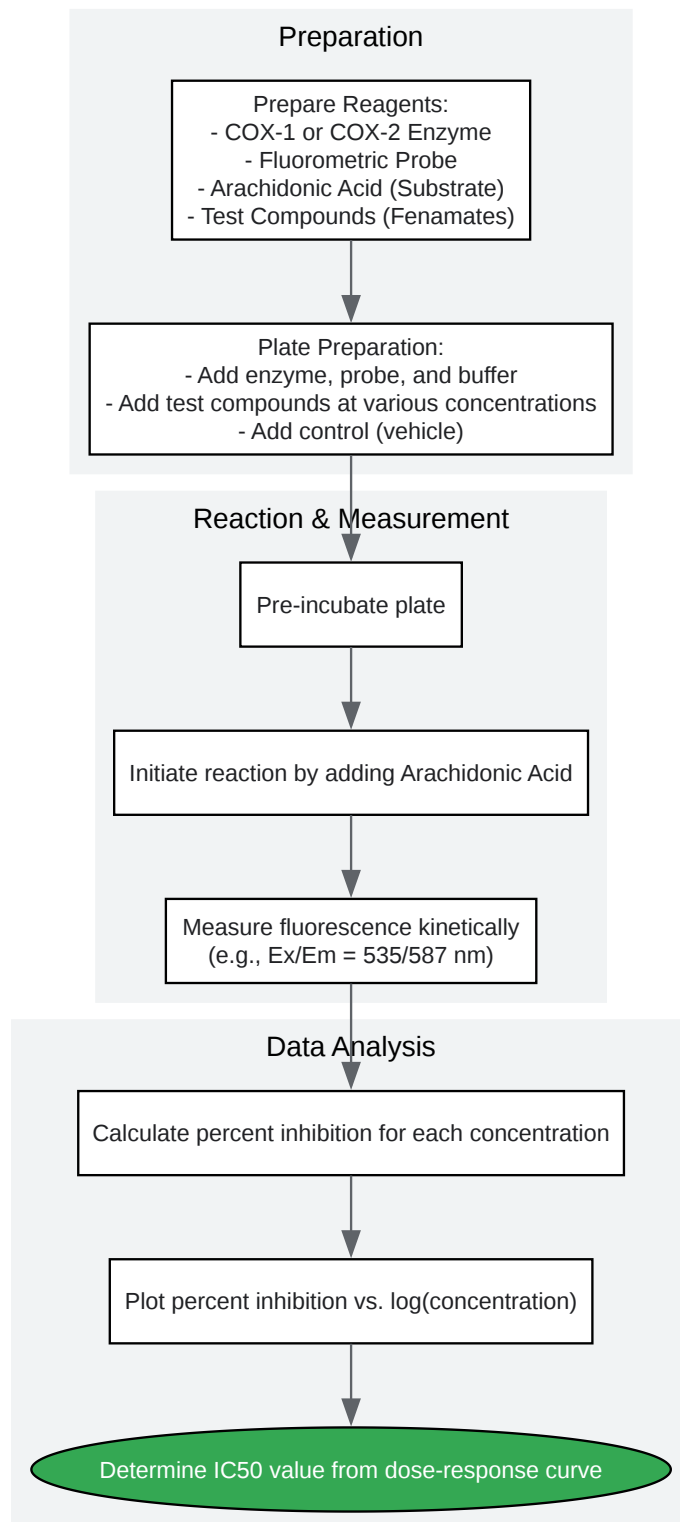 Preparation
Prepare Reagents:
- COX-1 or COX-2 Enzyme
- Fluorometric Probe
- Arachidonic Acid (Substrate)
- Test Compounds (Fenamates)
Plate Preparation:
- Add enzyme, probe, and buffer
- Add test compounds at various concentrations
- Add control (vehicle)
Reaction & Measurement
Pre-incubate plate
Initiate reaction by adding Arachidonic Acid
Measure fluorescence kinetically
(e.g., Ex/Em = 535/587 nm)
Data Analysis
Calculate percent inhibition for each concentration
Plot percent inhibition vs. log(concentration)
Determine IC50 value from dose-response curve